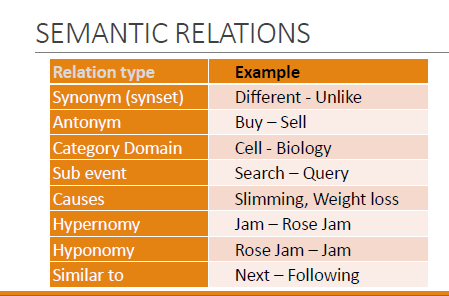 SEMANTIC RELATIONS
Relation type Example
Synonym (synset) Different - Unlike
Antonym Buy – Sell
Category Domain Cell - Biology
Sub event Search – Query
Causes Slimming, Weight loss
Hypernomy Jam – Rose Jam
Hyponomy Rose Jam – Jam
Similar to Next – Following